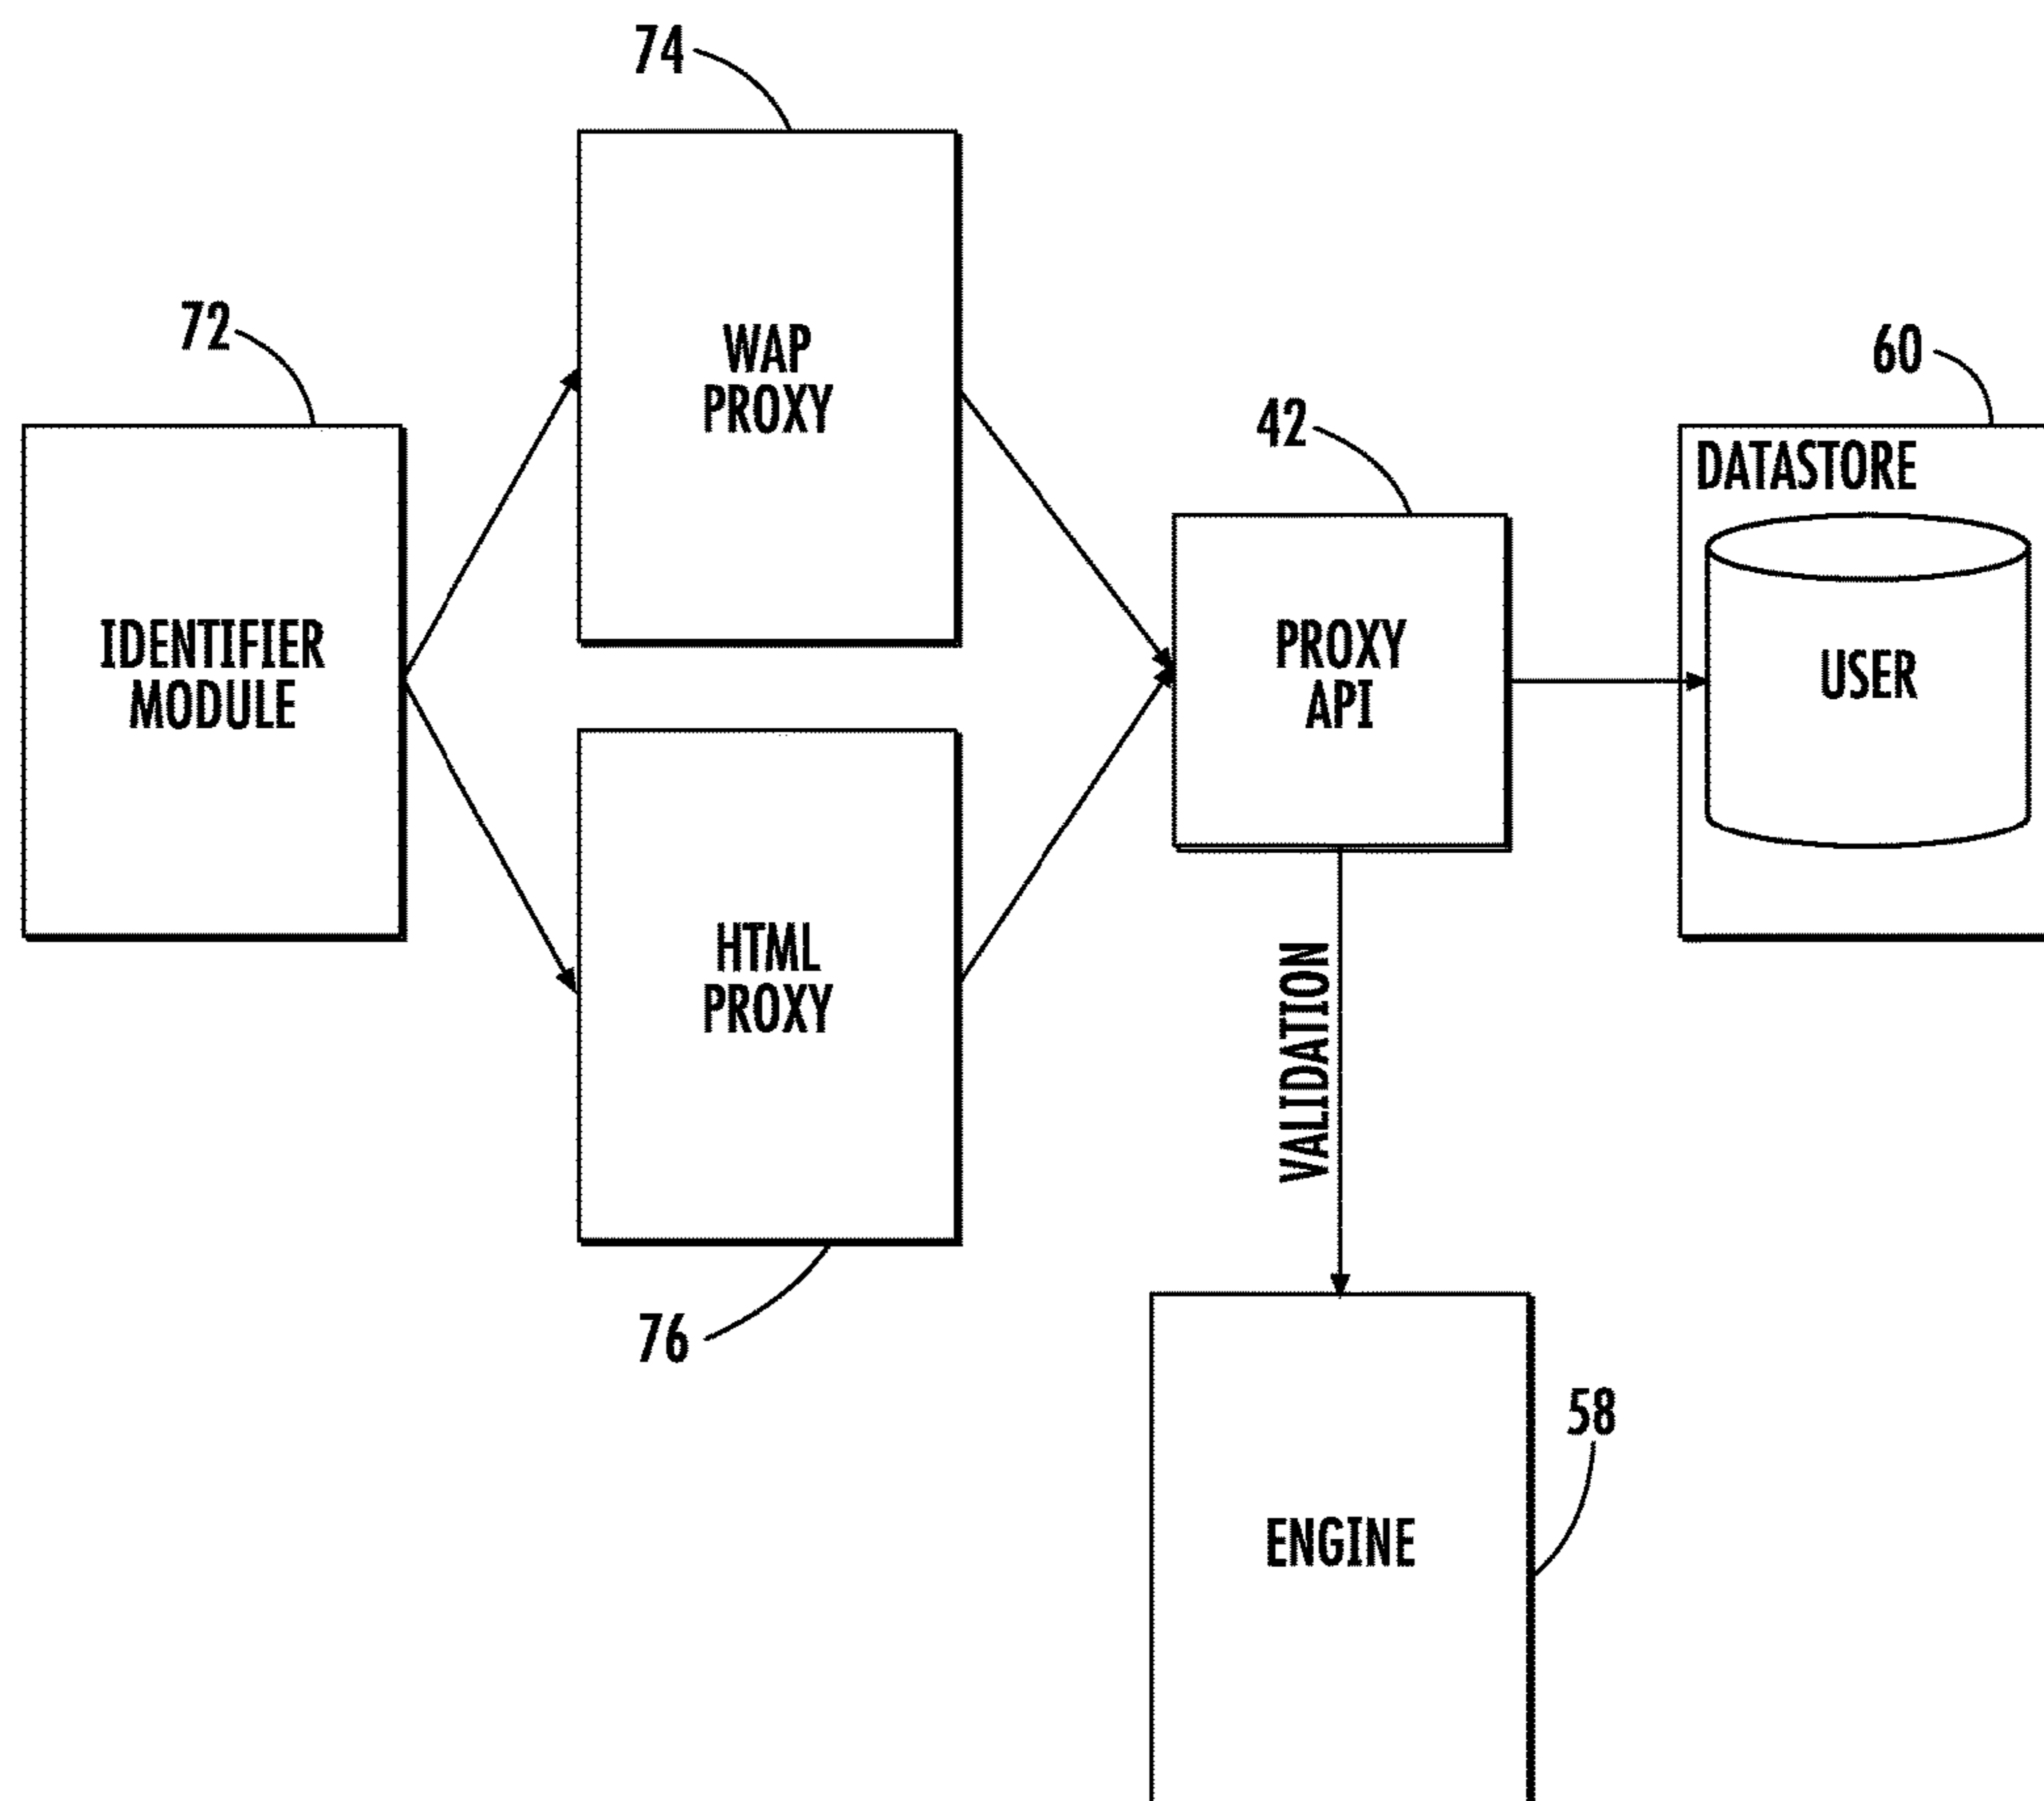 74
72
WAP
PROXY
60
42
DATASTORE
IDENTIFIER
MODULE
PROXY
API
USER
HTML
PROXY
VALIDATION
76
58
ENGINE